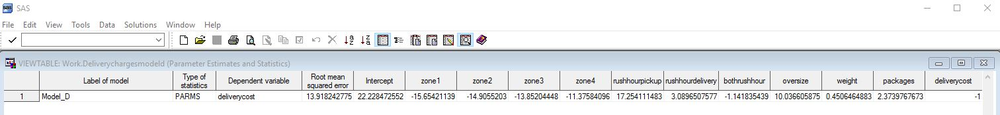 sas SAS
File Edit View Tools Data Solutions Window Help
VIEWTABLE: Work.Deliverychargesmodeld (Parameter Estimates and Statistics)
Label of model Type of statistics Dependent variable Root mean squared error Intercept zone1 zone2 zone3 zone4 rushhourpickup rushhourdelivery bothrushhour oversize weight packages deliverycost
1 Model_D PARMS deliverycost 13.918242775 22.228472552 -15.65421139 -14.9055203 -13.85204448 -11.37584096 17.254111483 3.0896507577 -1.141835439 10.036605875 0.4506464883 2.3739767673 -1